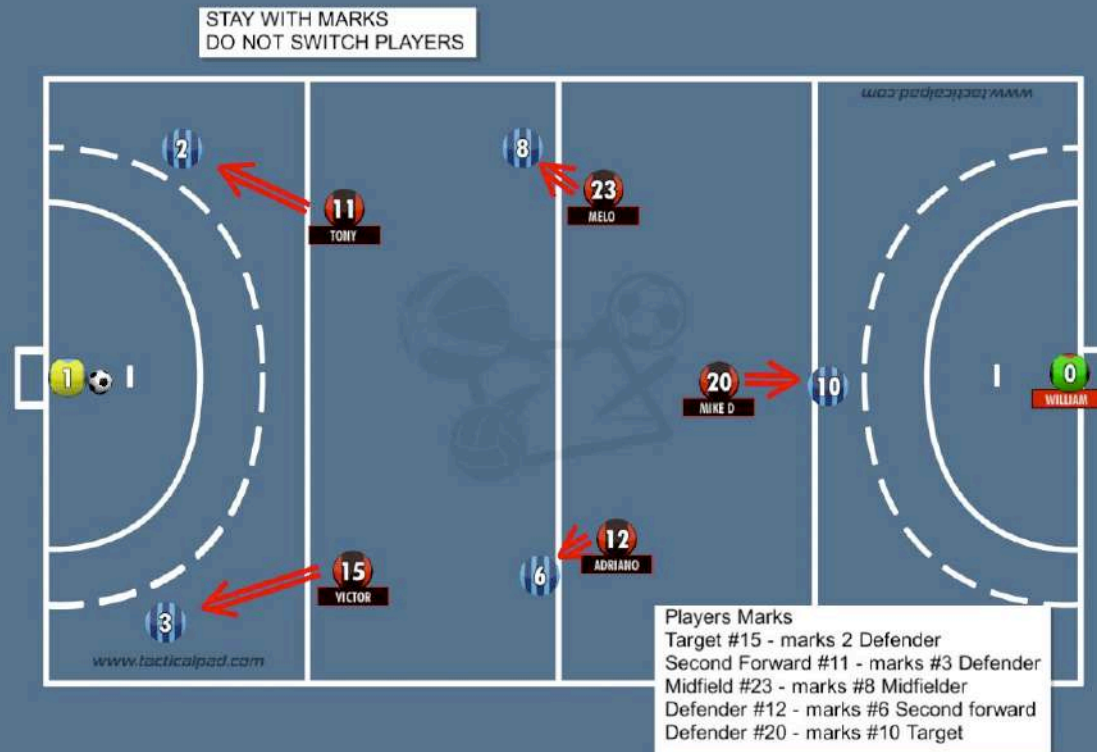 STAY WITH MARKS
DO NOT SWITCH PLAYERS
www.tacticalpad.com
2
8
11
TONY
23
MELO
1
20
MIKE D
10
0
WILLIAM
15
VICTOR
12
ADRIANO
6
3
www.tacticalpad.com
Players Marks
Target #15 - marks 2 Defender
Second Forward #11 - marks #3 Defender
Midfield #23 - marks #8 Midfielder
Defender #12 - marks #6 Second forward
Defender #20 - marks #10 Target